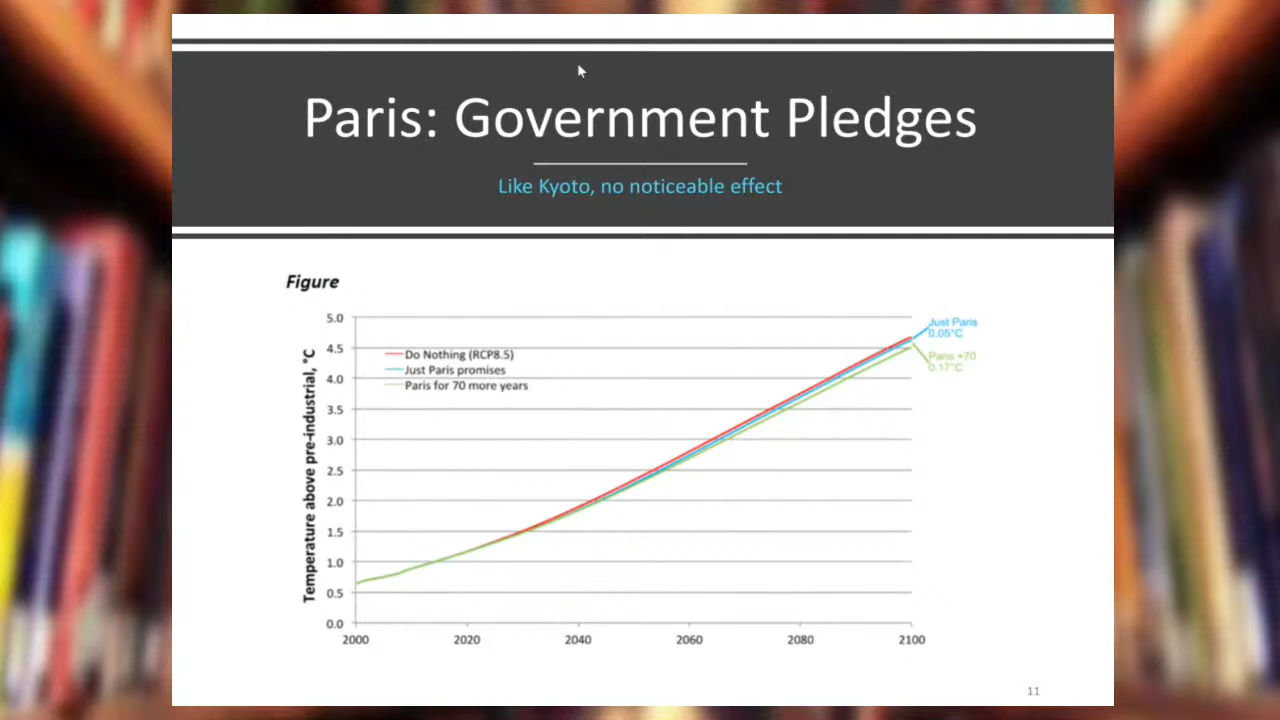 Paris: Government Pledges
Like Kyoto, no noticeable effect
Figure
Temperature above pre-industrial, °C
5.0
4.5
4.0
3.5
3.0
2.5
2.0
1.5
1.0
0.5
0.0
Do Nothing (RCP8.5)
Just Paris promises
Paris for 70 more years
Just Paris
0.05°C
Paris +70
0.17°C
2000 2020 2040 2060 2080 2100
11